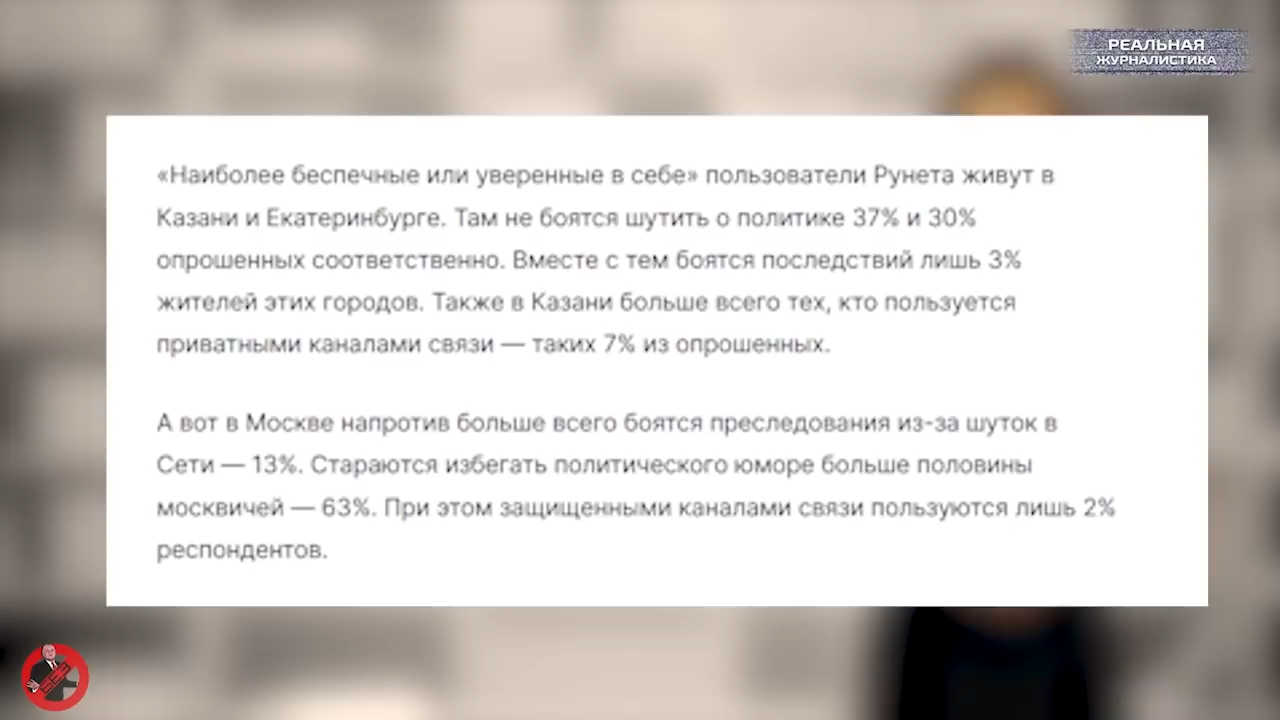 РЕАЛЬНАЯ
ЖУРНАЛИСТИКА
«Наиболее беспечные или уверенные в себе» пользователи Рунета живут в
Казани и Екатеринбурге. Там не боятся шутить о политике 37% и 30%
опрошенных соответственно. Вместе с тем боятся последствий лишь 3%
жителей этих городов. Также в Казани больше всего тех, кто пользуется
приватными каналами связи — таких 7% из опрошенных.
А вот в Москве напротив больше всего боятся преследования из-за шуток в
Сети — 13%. Стараются избегать политического юморе больше половины
москвичей — 63%. При этом защищенными каналами связи пользуются лишь 2%
респондентов.
БЕЗ